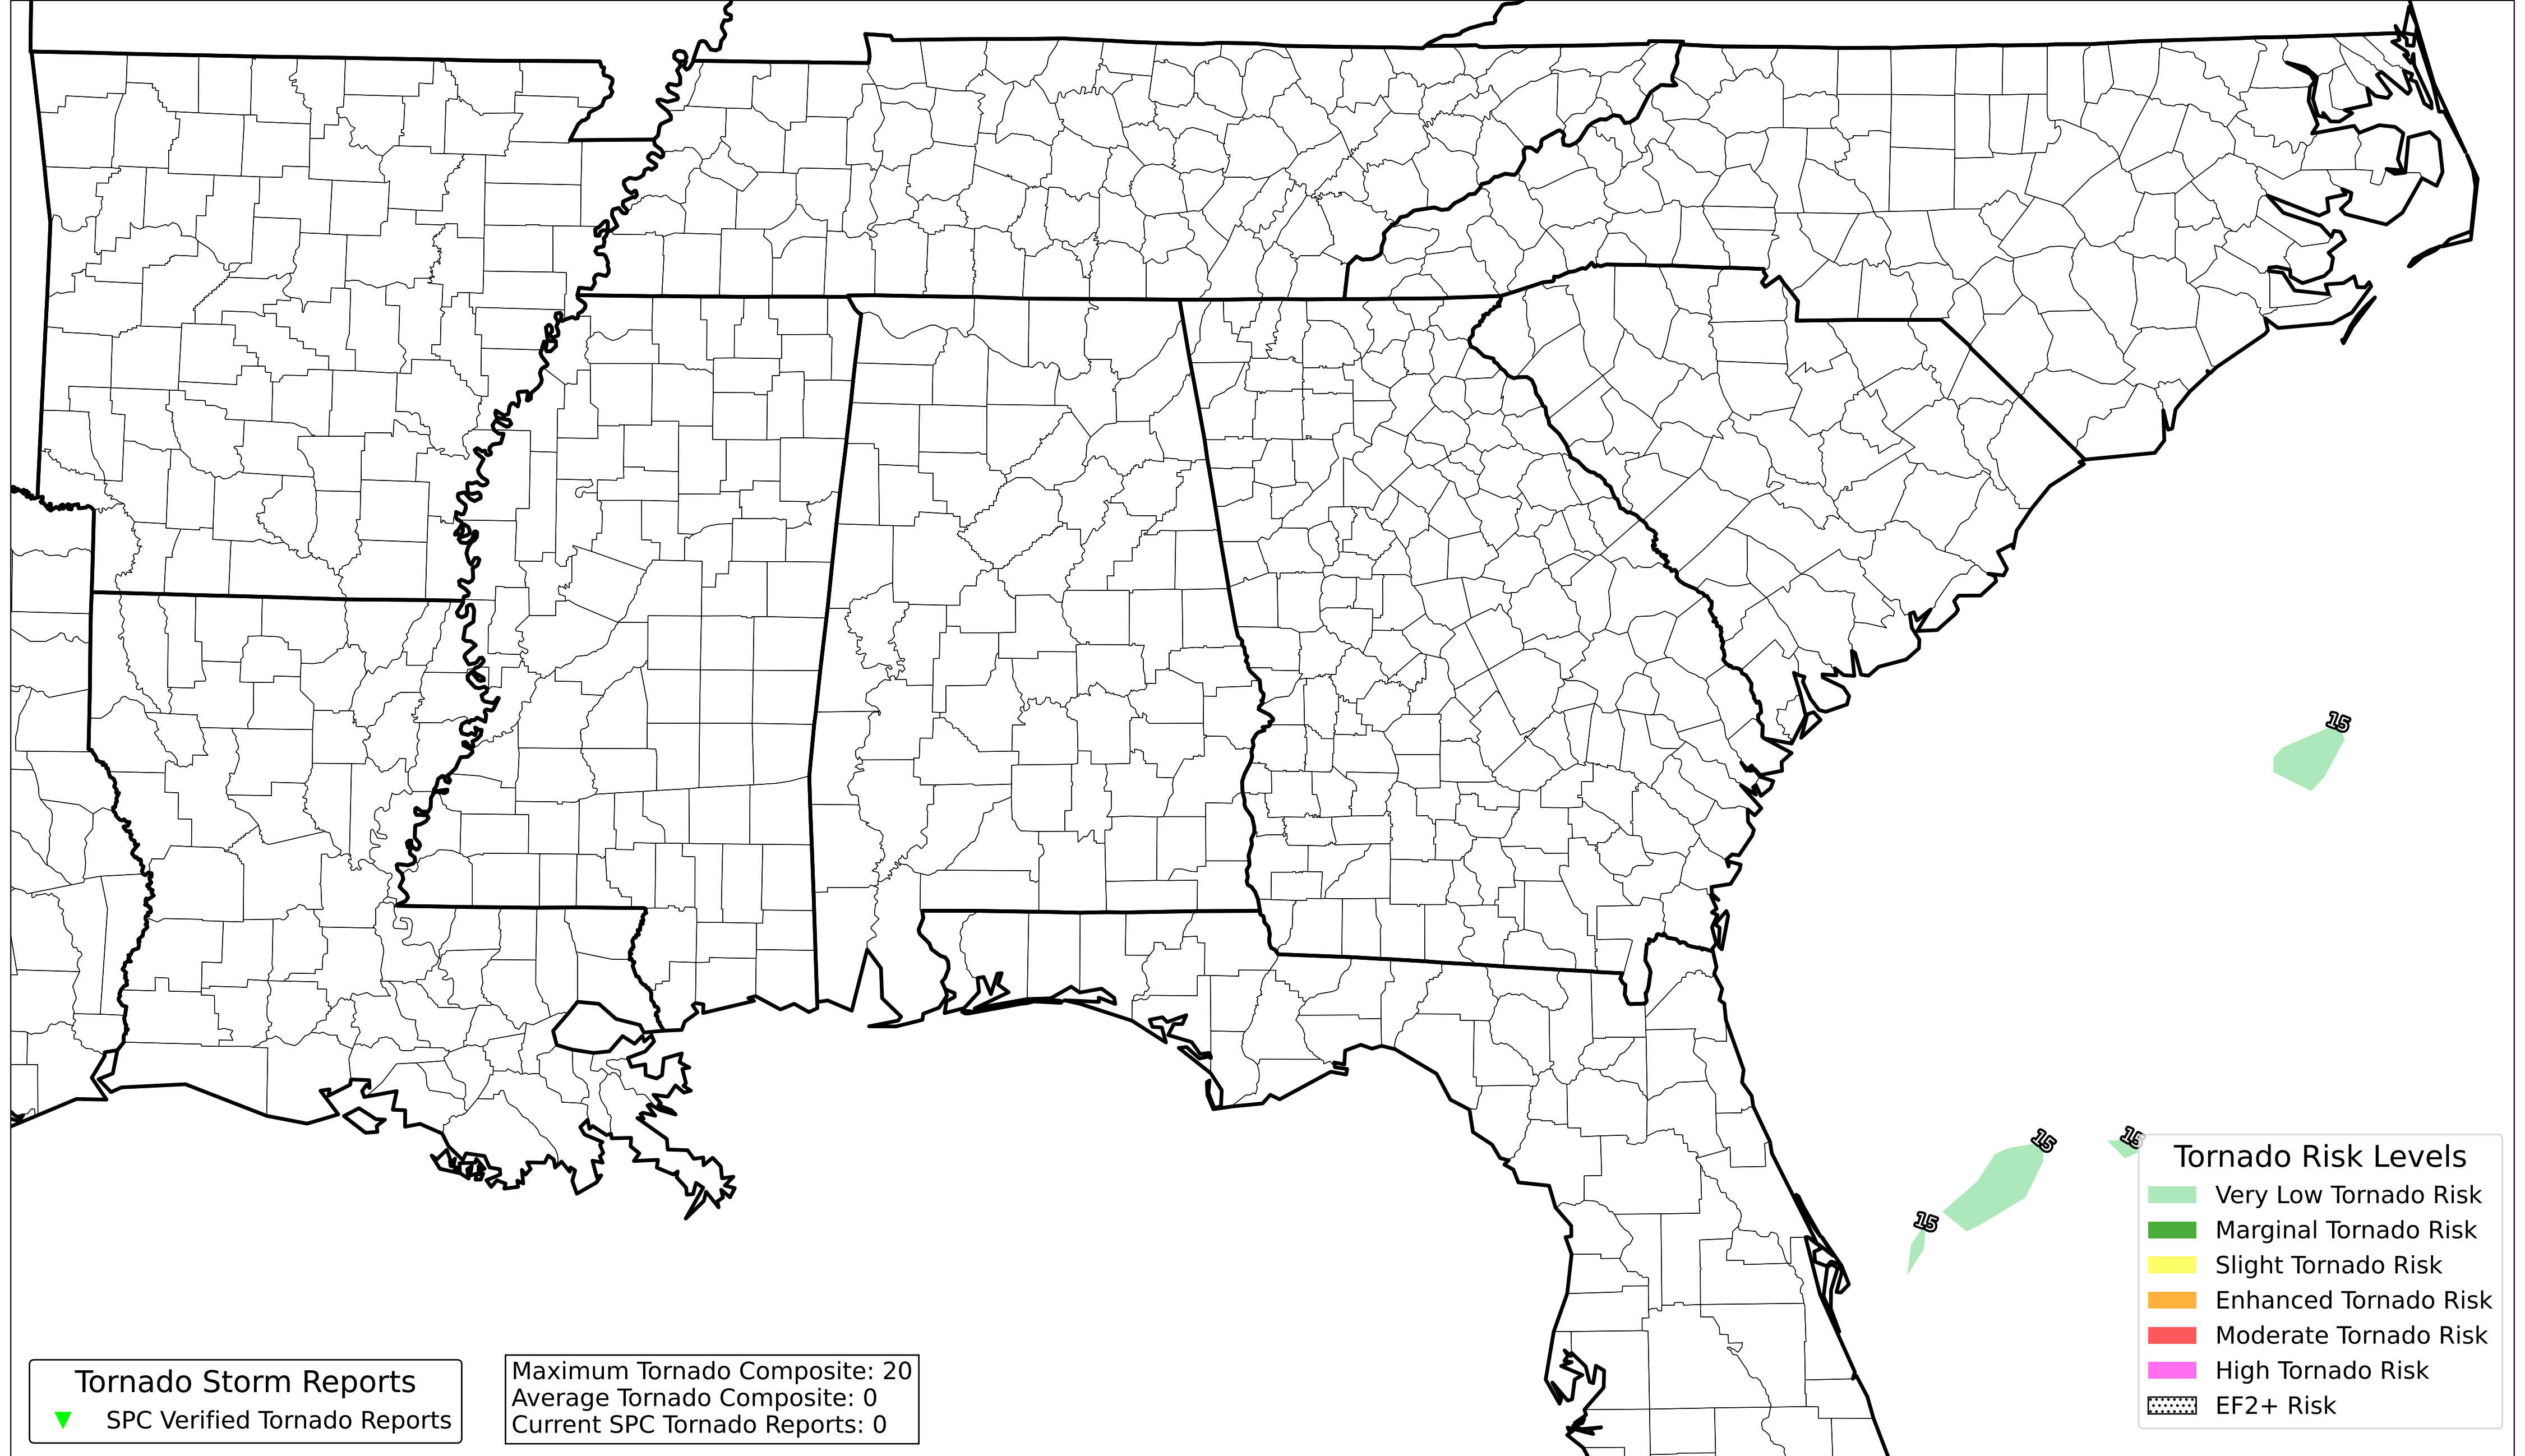 15
15
15
15
Tornado Risk Levels
Very Low Tornado Risk
Marginal Tornado Risk
Slight Tornado Risk
Enhanced Tornado Risk
Moderate Tornado Risk
High Tornado Risk
EF2+ Risk
Tornado Storm Reports
SPC Verified Tornado Reports
Maximum Tornado Composite: 20
Average Tornado Composite: 0
Current SPC Tornado Reports: 0